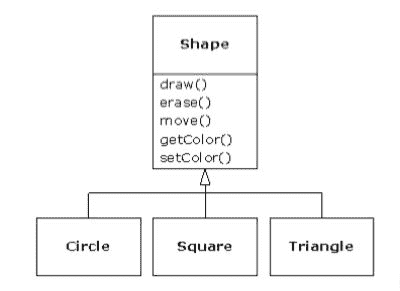 Shape
draw()
erase()
move()
getColor()
setColor()
Circle
Square
Triangle